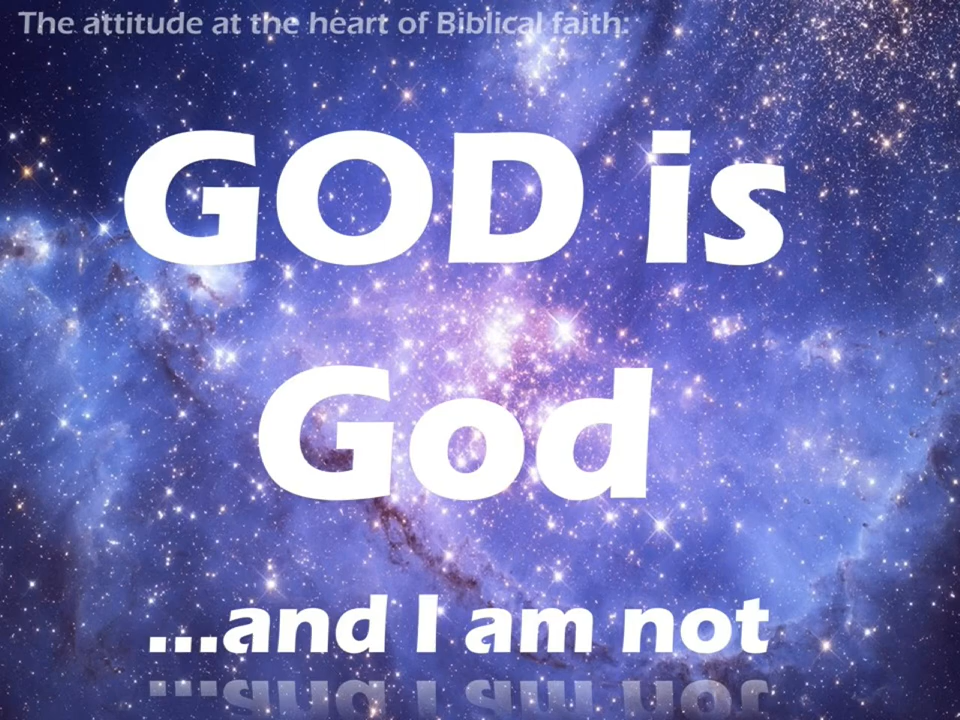 The attitude at the heart of Biblical faith:
GOD is
God
...and I am not